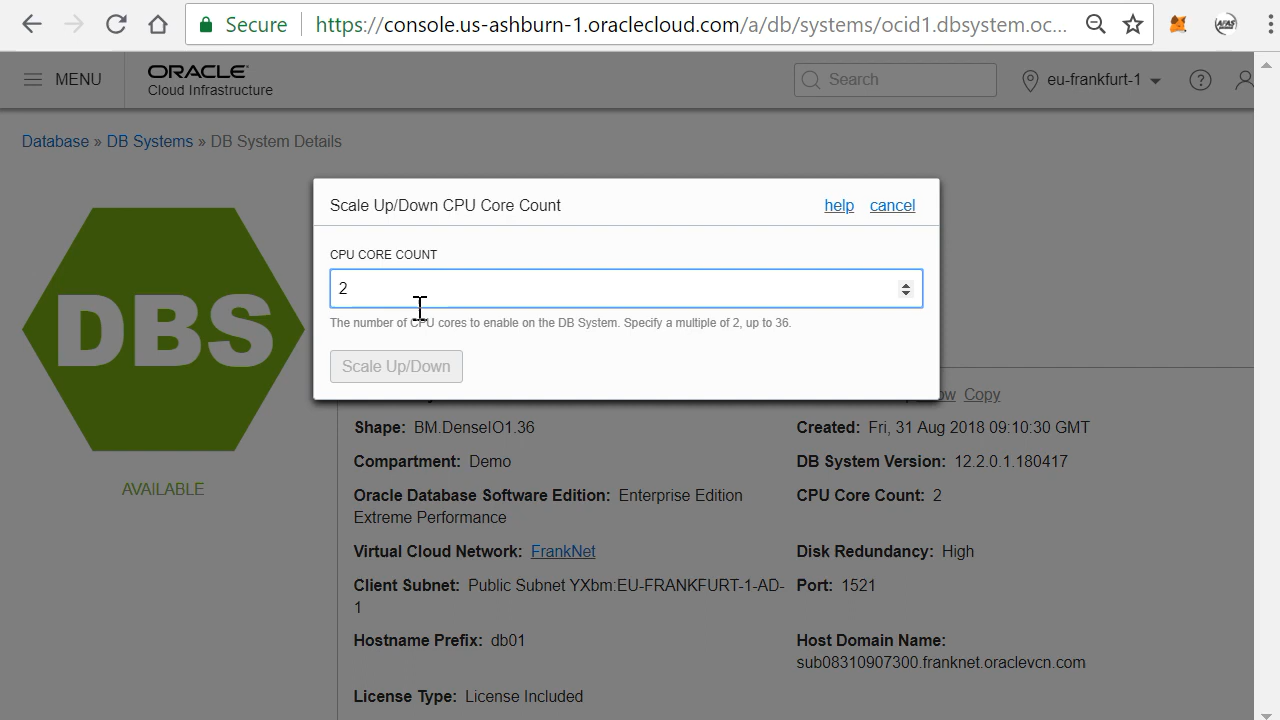 Secure https://console.us-ashburn-1.oraclecloud.com/a/db/systems/ocid1.dbsystem.oc...
MENU
ORACLE
Cloud Infrastructure
Search
eu-frankfurt-1
Database » DB Systems » DB System Details
Scale Up/Down CPU Core Count
help cancel
CPU CORE COUNT
2
The number of CPU cores to enable on the DB System. Specify a multiple of 2, up to 36.
Scale Up/Down
DBS
AVAILABLE
Copy
Shape: BM.DenseIO1.36
Created: Fri, 31 Aug 2018 09:10:30 GMT
Compartment: Demo
DB System Version: 12.2.0.1.180417
Oracle Database Software Edition: Enterprise Edition
Extreme Performance
CPU Core Count: 2
Virtual Cloud Network: FrankNet
Disk Redundancy: High
Client Subnet: Public Subnet YXbm:EU-FRANKFURT-1-AD-
1
Port: 1521
Hostname Prefix: db01
Host Domain Name:
sub08310907300.franknet.oraclevcn.com
License Type: License Included